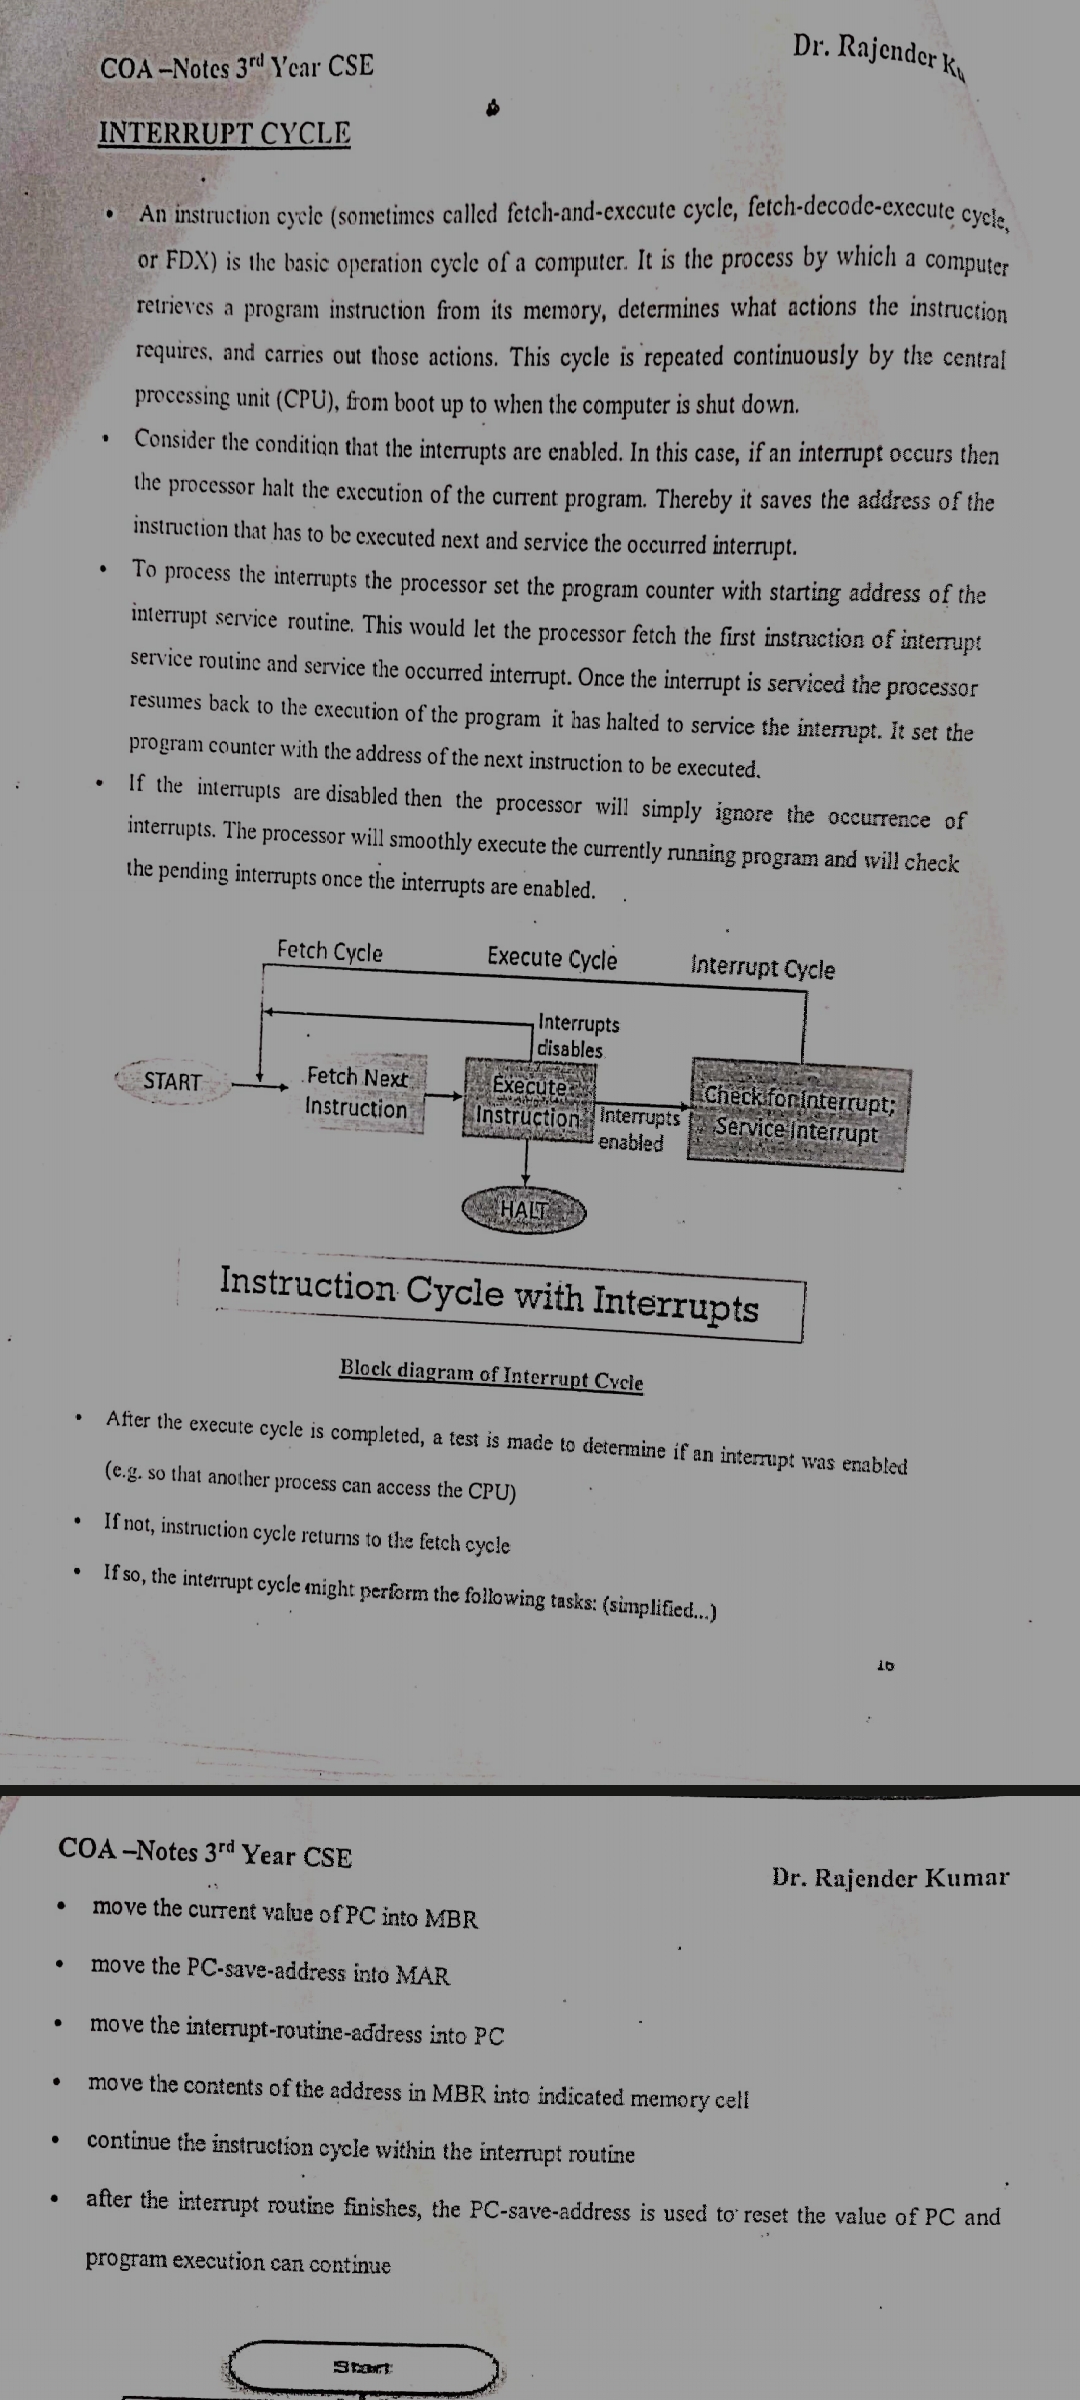 COA –Notes 3rd Year CSE
Dr. Rajender
INTERRUPT CYCLE
• An instruction cycle (sometimes called fetch-and-execute cycle, fetch-decode-execute cycle,
or FDX) is the basic operation cycle of a computer. It is the process by which a computer
retrieves a program instruction from its memory, determines what actions the instruction
requires, and carries out those actions. This cycle is repeated continuously by the central
processing unit (CPU), from boot up to when the computer is shut down.
• Consider the condition that the interrupts are enabled. In this case, if an interrupt occurs then
the processor halt the execution of the current program. Thereby it saves the address of the
instruction that has to be executed next and service the occurred interrupt.
• To process the interrupts the processor set the program counter with starting address of the
interrupt service routine. This would let the processor fetch the first instruction of interrupt
service routine and service the occurred interrupt. Once the interrupt is serviced the processor
resumes back to the execution of the program it has halted to service the interrupt. It set the
program counter with the address of the next instruction to be executed.
• If the interrupts are disabled then the processor will simply ignore the occurrence of
interrupts. The processor will smoothly execute the currently running program and will check
the pending interrupts once the interrupts are enabled.
Fetch Cycle
Execute Cycle
Interrupt Cycle
Interrupts
disables
START
Fetch Next
Instruction
Execute
Instruction
Interrupts
enabled
Check for Interrupt;
Service Interrupt
HALT
Instruction Cycle with Interrupts
Block diagram of Interrupt Cycle
• After the execute cycle is completed, a test is made to determine if an interrupt was enabled
(e.g. so that another process can access the CPU)
• If not, instruction cycle returns to the fetch cycle
• If so, the interrupt cycle might perform the following tasks: (simplified...)
COA –Notes 3rd Year CSE
Dr. Rajender Kumar
• move the current value of PC into MBR
• move the PC-save-address into MAR
• move the interrupt-routine-address into PC
• move the contents of the address in MBR into indicated memory cell
• continue the instruction cycle within the interrupt routine
• after the interrupt routine finishes, the PC-save-address is used to reset the value of PC and
program execution can continue
Start